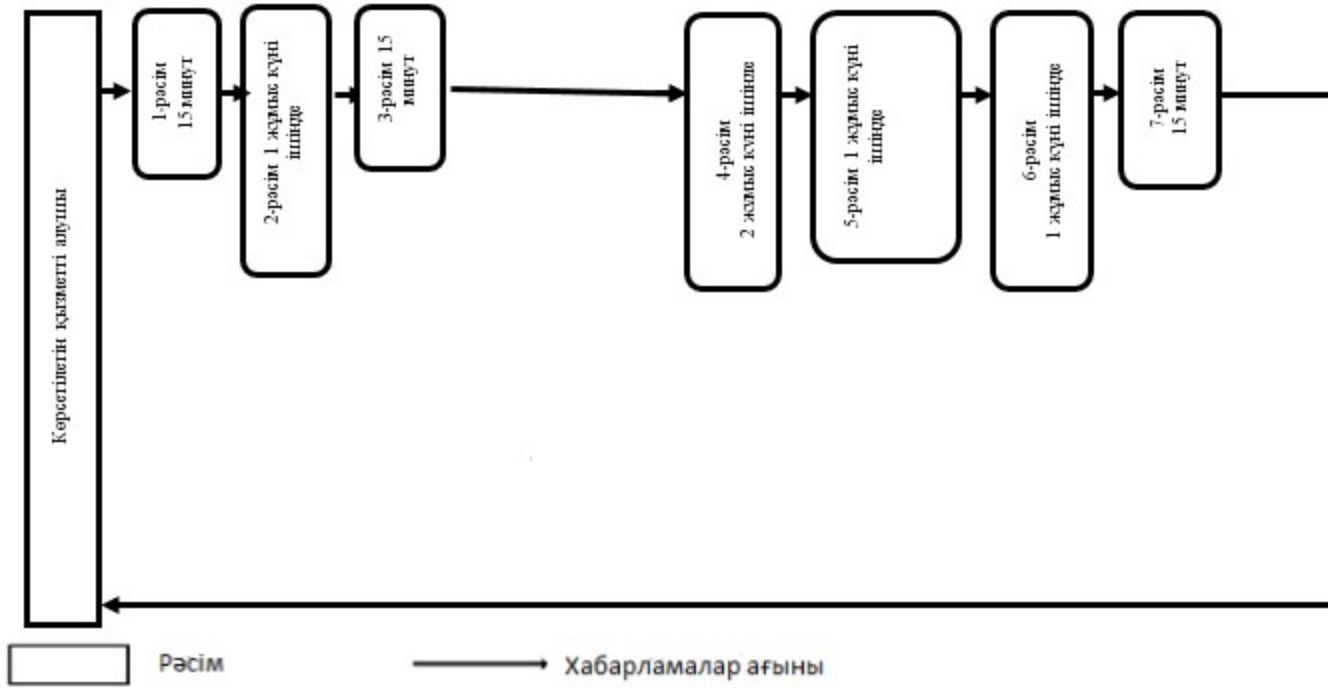 Көрсетілетін қызметті алушы
1-рәсім
15 минут
2-рәсім 1 жұмыс күні
ішінде
3-рәсім 15
минут
4-рәсім
2 жұмыс күні ішінде
5-рәсім 1 жұмыс күні
ішінде
6-рәсім
1 жұмыс күні ішінде
7-рәсім
15 минут
Рәсім
Хабарламалар ағыны